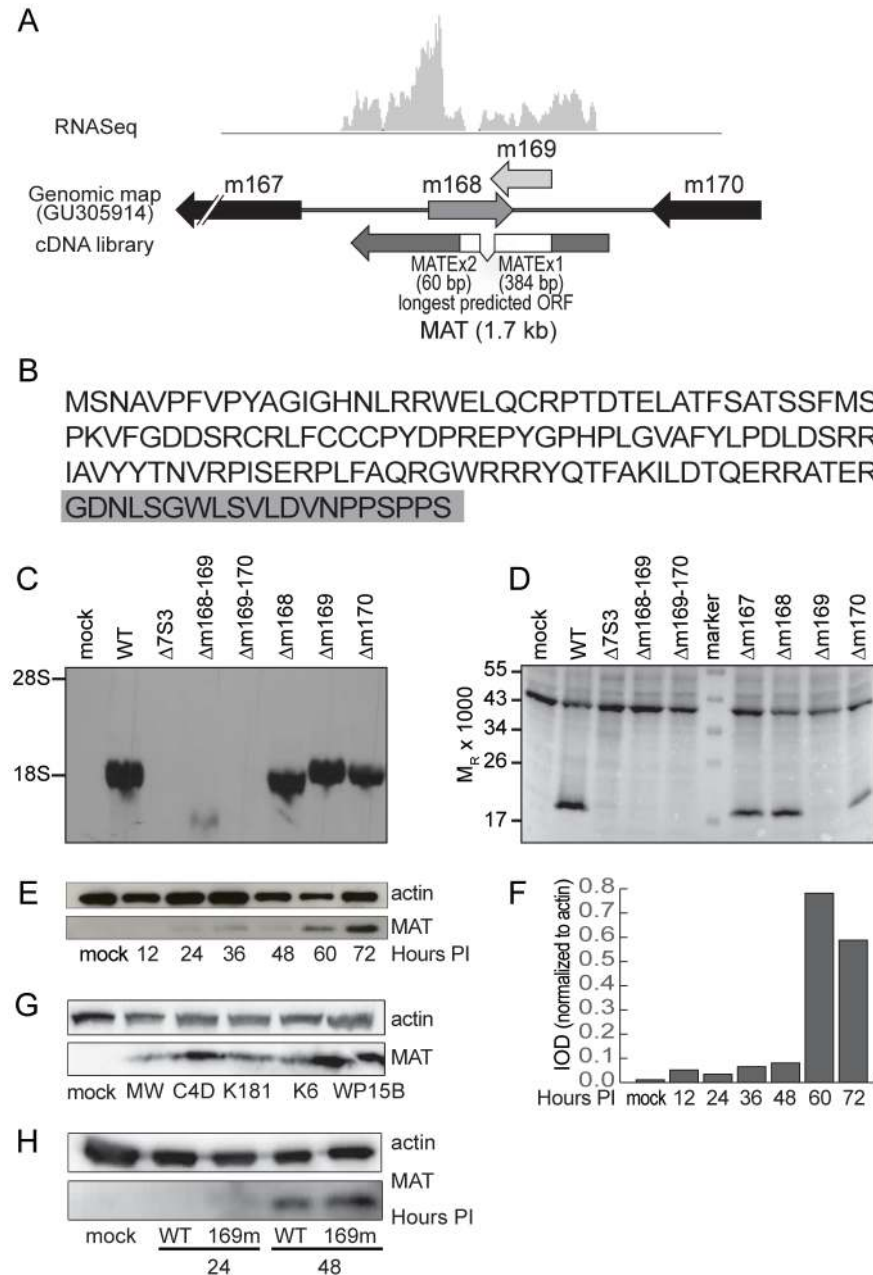 A
RNASeq
m169
Genomic map
(GU305914)
m167
m168
m170
cDNA library
MATEx2
(60 bp)
MATEx1
(384 bp)
longest predicted ORF
MAT (1.7 kb)
B
MSNAVPFVPYAGIGHNLRRWELQCRPTDTELATFSATSSFMS
PKVFGDDSRCRLFCCCPYDPREPYGPHPLGVAFYLPDLDSRR
IAVYYTNVRPISERPLFAQRGWRRRYQTFAKILDTQERRATER
GDNLSGWLSVLDVNPPSPPS
C
mock
WT
Δ7S3
Δm168-169
Δm169-170
Δm168
Δm169
Δm170
28S
18S
D
mock
WT
Δ7S3
Δm168-169
Δm169-170
marker
Δm167
Δm168
Δm169
Δm170
MR x 1000
55
43
34
26
17
E
actin
MAT
mock 12 24 36 48 60 72 Hours PI
F
IOD (normalized to actin)
0.8
0.7
0.6
0.5
0.4
0.3
0.2
0.1
0.0
Hours PI mock 12 24 36 48 60 72
G
actin
MAT
mock MW C4D K181 K6 WP15B
H
actin
MAT
Hours PI
mock WT 169m WT 169m
24 48